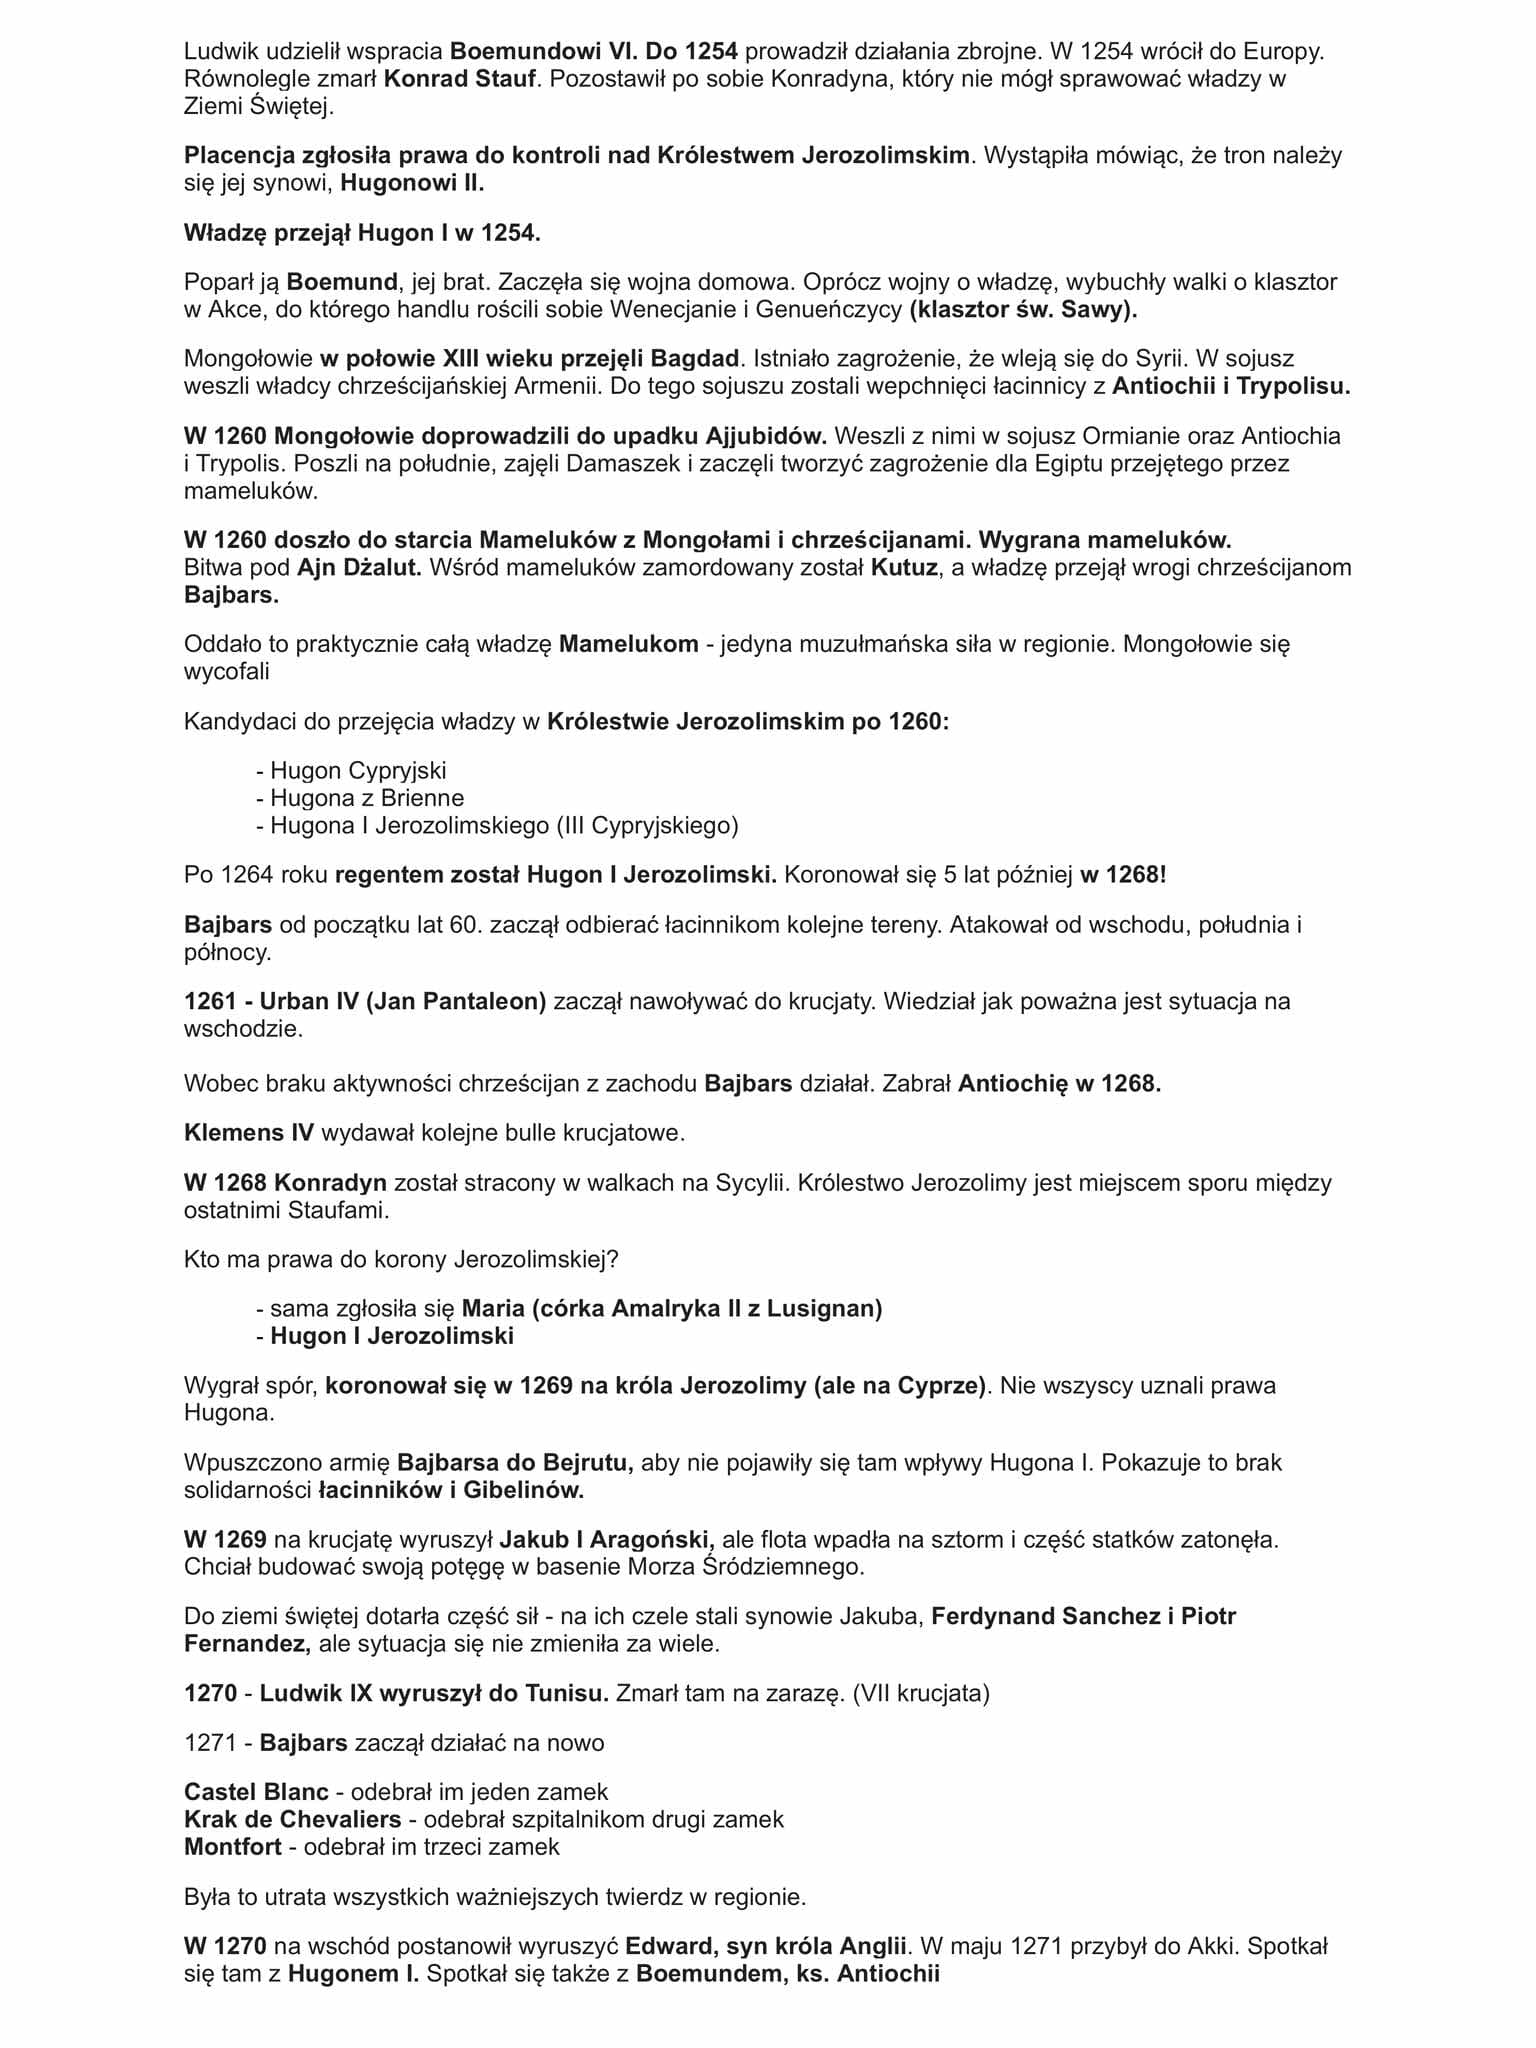 Ludwik udzielił wspracia Boemundowi VI. Do 1254 prowadził działania zbrojne. W 1254 wrócił do Europy.
Równolegle zmarł Konrad Stauf. Pozostawił po sobie Konradyna, który nie mógł sprawować władzy w
Ziemi Świętej.
Placencja zgłosiła prawa do kontroli nad Królestwem Jerozolimskim. Wystąpiła mówiąc, że tron należy
się jej synowi, Hugonowi II.
Władzę przejął Hugon I w 1254.
Poparł ją Boemund, jej brat. Zaczęła się wojna domowa. Oprócz wojny o władzę, wybuchły walki o klasztor
w Akce, do którego handlu rościli sobie Wenecjanie i Genueńczycy (klasztor św. Sawy).
Mongołowie w połowie XIII wieku przejęli Bagdad. Istniało zagrożenie, że wleją się do Syrii. W sojusz
weszli władcy chrześcijańskiej Armenii. Do tego sojuszu zostali wepchnięci łacinnicy z Antiochii i Trypolisu.
W 1260 Mongołowie doprowadzili do upadku Ajjubidów. Weszli z nimi w sojusz Ormianie oraz Antiochia
i Trypolis. Poszli na południe, zajęli Damaszek i zaczęli tworzyć zagrożenie dla Egiptu przejętego przez
mameluków.
W 1260 doszło do starcia Mameluków z Mongołami i chrześcijanami. Wygrana mameluków.
Bitwa pod Ajn Dżalut. Wśród mameluków zamordowany został Kutuz, a władzę przejął wrogi chrześcijanom
Bajbars.
Oddało to praktycznie całą władzę Mamelukom - jedyna muzułmańska siła w regionie. Mongołowie się
wycofali
Kandydaci do przejęcia władzy w Królestwie Jerozolimskim po 1260:
- Hugon Cypryjski
- Hugona z Brienne
- Hugona I Jerozolimskiego (III Cypryjskiego)
Po 1264 roku regentem został Hugon I Jerozolimski. Koronował się 5 lat później w 1268!
Bajbars od początku lat 60. zaczął odbierać łacinnikom kolejne tereny. Atakował od wschodu, południa i
północy.
1261 - Urban IV (Jan Pantaleon) zaczął nawoływać do krucjaty. Wiedział jak poważna jest sytuacja na
wschodzie.
Wobec braku aktywności chrześcijan z zachodu Bajbars działał. Zabrał Antiochię w 1268.
Klemens IV wydawał kolejne bulle krucjatowe.
W 1268 Konradyn został stracony w walkach na Sycylii. Królestwo Jerozolimy jest miejscem sporu między
ostatnimi Staufami.
Kto ma prawa do korony Jerozolimskiej?
- sama zgłosiła się Maria (córka Amalryka II z Lusignan)
- Hugon I Jerozolimski
Wygrał spór, koronował się w 1269 na króla Jerozolimy (ale na Cyprze). Nie wszyscy uznali prawa
Hugona.
Wpuszczono armię Bajbarsa do Bejrutu, aby nie pojawiły się tam wpływy Hugona I. Pokazuje to brak
solidarności łacinników i Gibelinów.
W 1269 na krucjatę wyruszył Jakub I Aragoński, ale flota wpadła na sztorm i część statków zatonęła.
Chciał budować swoją potęgę w basenie Morza Śródziemnego.
Do ziemi świętej dotarła część sił - na ich czele stali synowie Jakuba, Ferdynand Sanchez i Piotr
Fernandez, ale sytuacja się nie zmieniła za wiele.
1270 - Ludwik IX wyruszył do Tunisu. Zmarł tam na zarazę. (VII krucjata)
1271 - Bajbars zaczął działać na nowo
Castel Blanc - odebrał im jeden zamek
Krak de Chevaliers - odebrał szpitalnikom drugi zamek
Montfort - odebrał im trzeci zamek
Była to utrata wszystkich ważniejszych twierdz w regionie.
W 1270 na wschód postanowił wyruszyć Edward, syn króla Anglii. W maju 1271 przybył do Akki. Spotkał
się tam z Hugonem I. Spotkał się także z Boemundem, ks. Antiochii